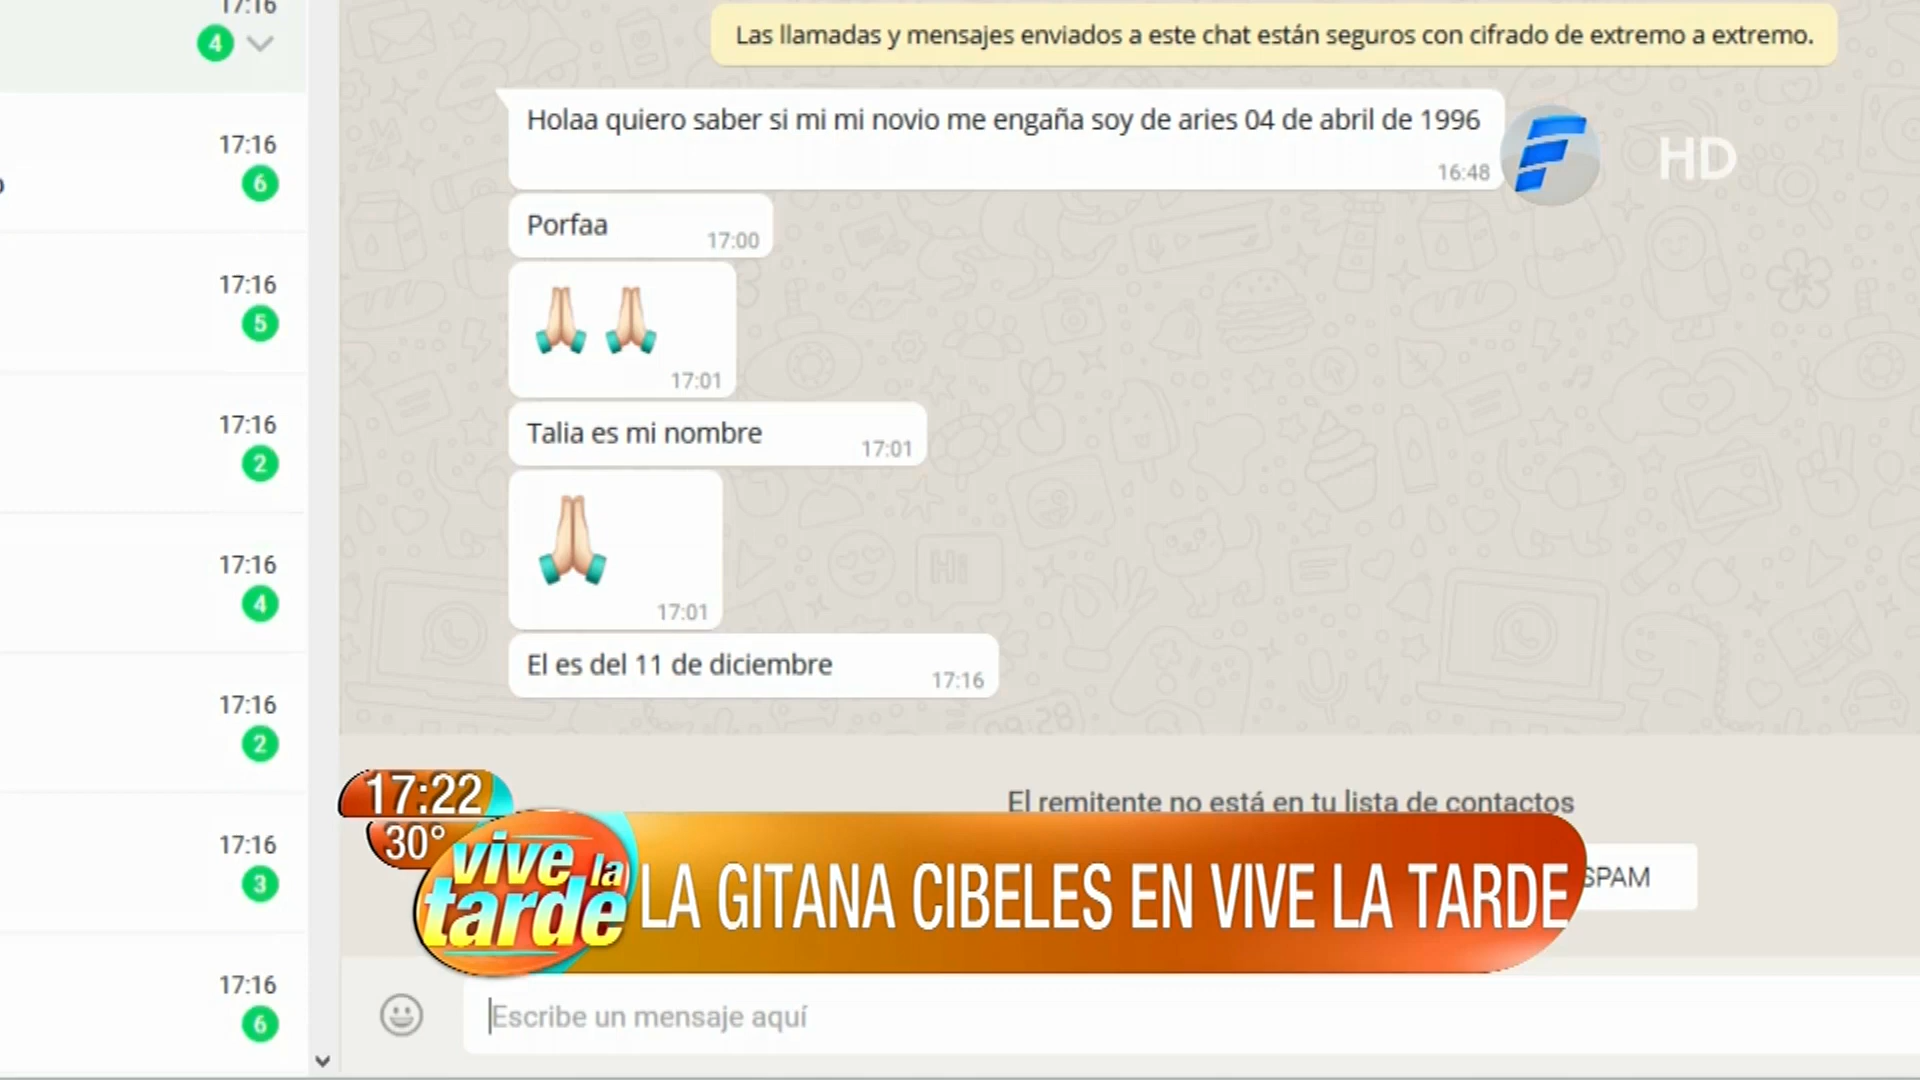 17:16
4
Las llamadas y mensajes enviados a este chat están seguros con cifrado de extremo a extremo.
Holaa quiero saber si mi mi novio me engaña soy de aries 04 de abril de 1996
16:48
F
HD
17:16
6
Porfaa
17:00
17:16
5
17:01
17:16
2
Talia es mi nombre
17:01
17:16
4
17:01
El es del 11 de diciembre
17:16
17:16
2
17:22
El remitente no está en tu lista de contactos
30°
17:16
3
vive la
tarde
LA GITANA CIBELES EN VIVE LA TARDE
SPAM
17:16
6
Escribe un mensaje aquí